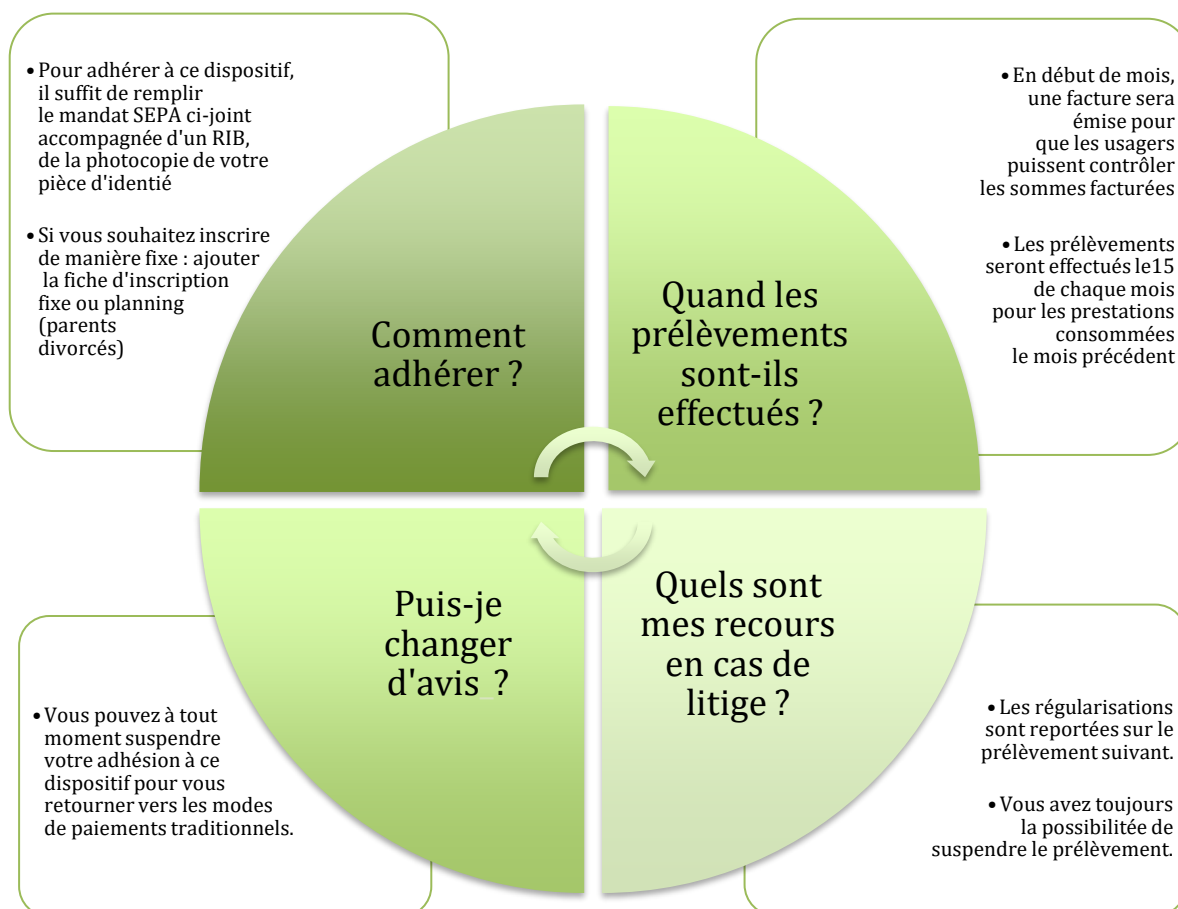 • Pour adhérer à ce dispositif,
il suffit de remplir
le mandat SEPA ci-joint
accompagnée d'un RIB,
de la photocopie de votre
pièce d'identié
• Si vous souhaitez inscrire
de manière fixe : ajouter
la fiche d'inscription
fixe ou planning
(parents
divorcés)
Comment
adhérer ?
• En début de mois,
une facture sera
émise pour
que les usagers
puissent contrôler
les sommes facturées
• Les prélèvements
seront effectués le15
de chaque mois
pour les prestations
consommées
le mois précédent
Quand les
prélèvements
sont-ils
effectués ?
Puis-je
changer
d'avis_?
• Vous pouvez à tout
moment suspendre
votre adhésion à ce
dispositif pour vous
retourner vers les modes
de paiements traditionnels.
Quels sont
mes recours
en cas de
litige ?
• Les régularisations
sont reportées sur le
prélèvement suivant.
• Vous avez toujours
la possibilitée de
suspendre le prélèvement.